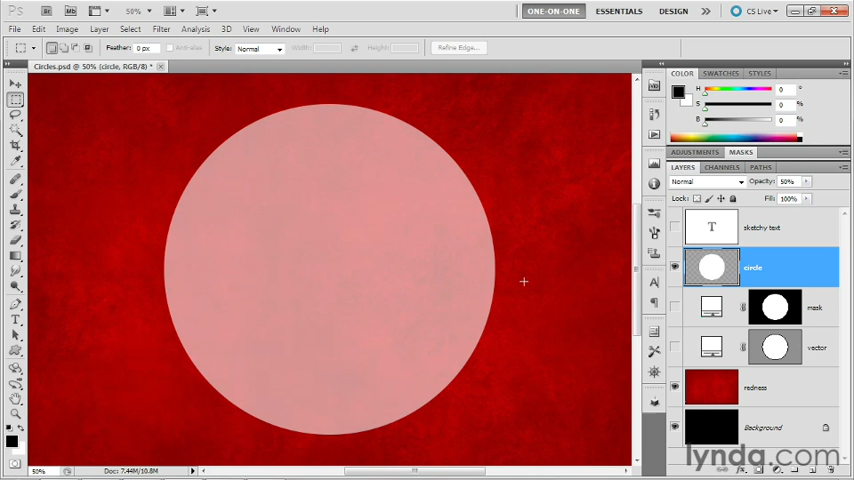 Ps Br Mb 50% ONE-ON-ONE ESSENTIALS DESIGN CS Live
File Edit Image Layer Select Filter Analysis 3D View Window Help
Feather: 0 px Anti-alias Style: Normal Width: Height: Refine Edge...
Circles.psd @ 50% (circle, RGB/8) *
COLOR SWATCHES STYLES
H 0 °
S 0 %
B 0 %
ADJUSTMENTS MASKS
LAYERS CHANNELS PATHS
Normal Opacity: 50%
Lock: Fill: 100%
T sketchy text
circle
mask
vector
redness
Background
lynda.com
50% Doc: 7.44M/10.8M